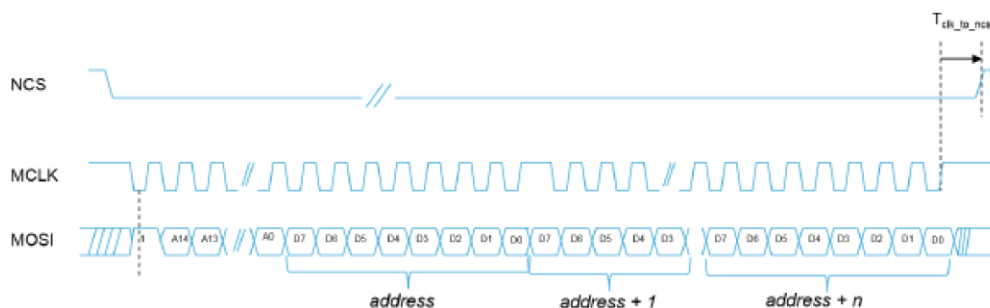 Tclk_to_ncs
NCS
MCLK
MOSI
1 A14 A13 A0 D7 D6 D5 D4 D3 D2 D1 D0 D7 D6 D5 D4 D3 D7 D6 D5 D4 D3 D2 D1 D0
address address + 1 address + n